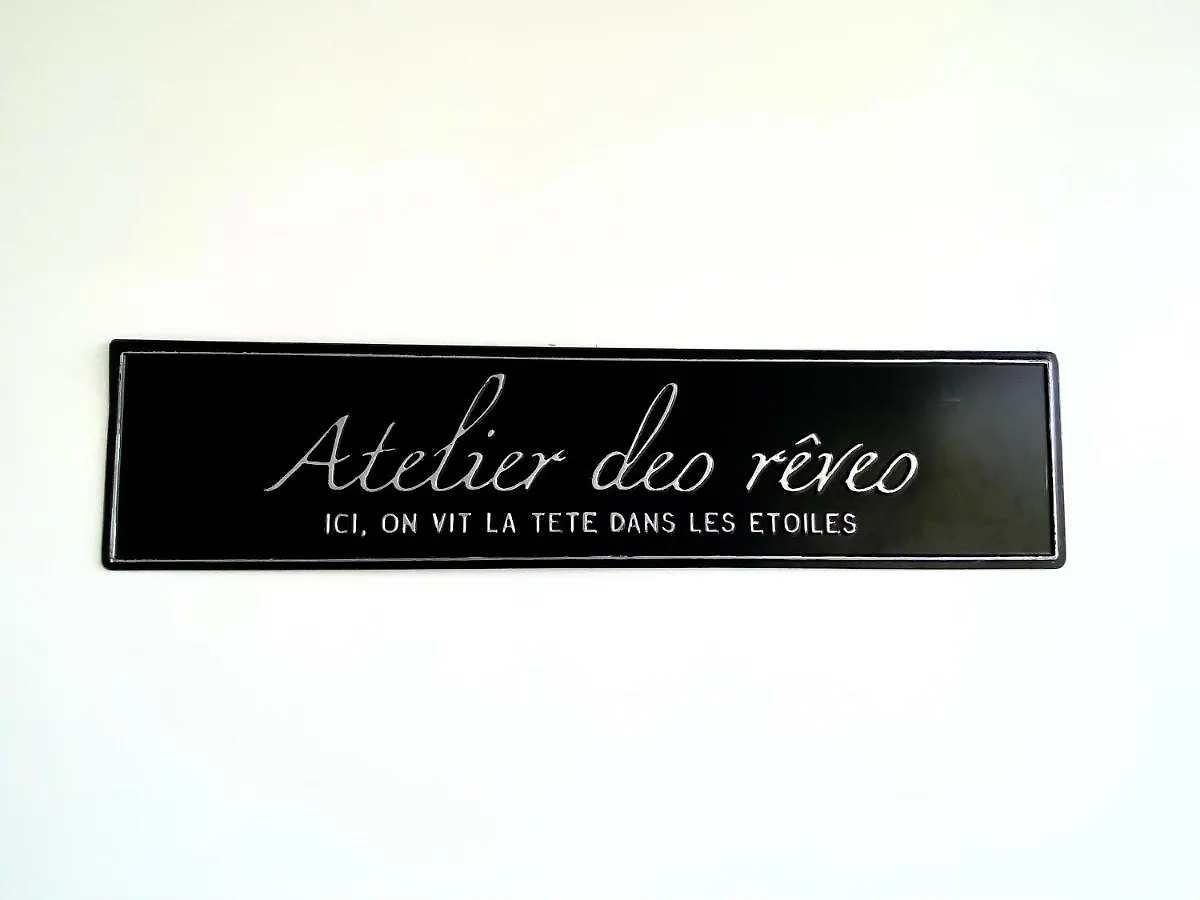 Atelier des rêves
ICI, ON VIT LA TETE DANS LES ETOILES